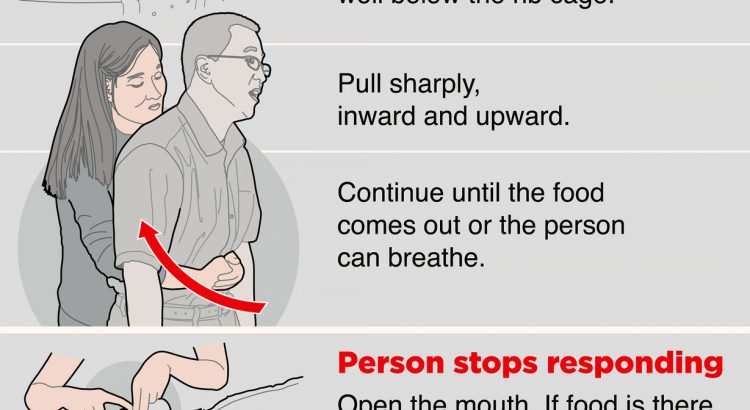 well below the rib cage.
Pull sharply,
inward and upward.
Continue until the food
comes out or the person
can breathe.
Person stops responding
Open the mouth. If food is there